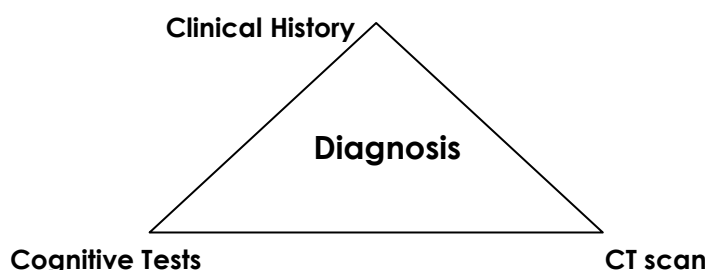 Clinical History
Diagnosis
Cognitive Tests
CT scan